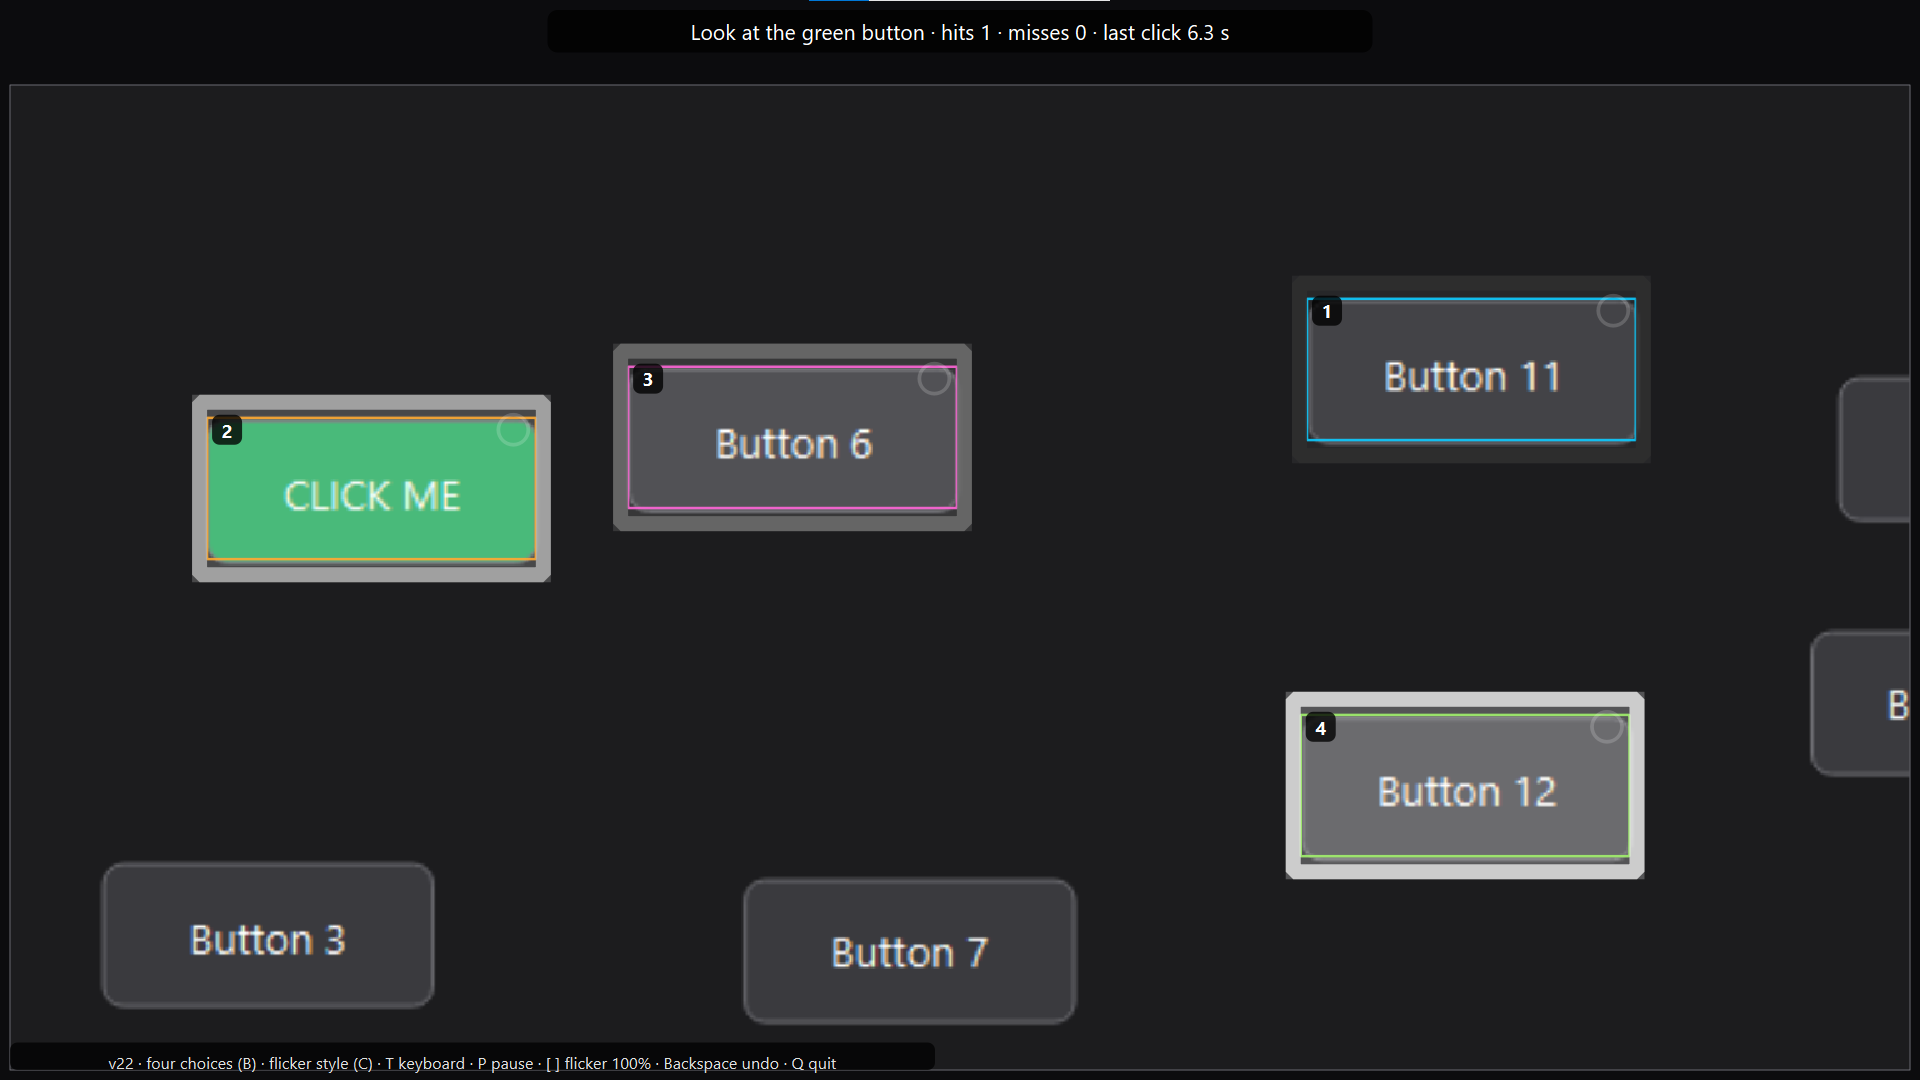 Look at the green button · hits 1 · misses 0 · last click 6.3 s
1
Button 11
3
Button 6
2
CLICK ME
B
4
Button 12
Button 3
Button 7
v22 · four choices (B) · flicker style (C) · T keyboard · P pause · [ ] flicker 100% · Backspace undo · Q quit